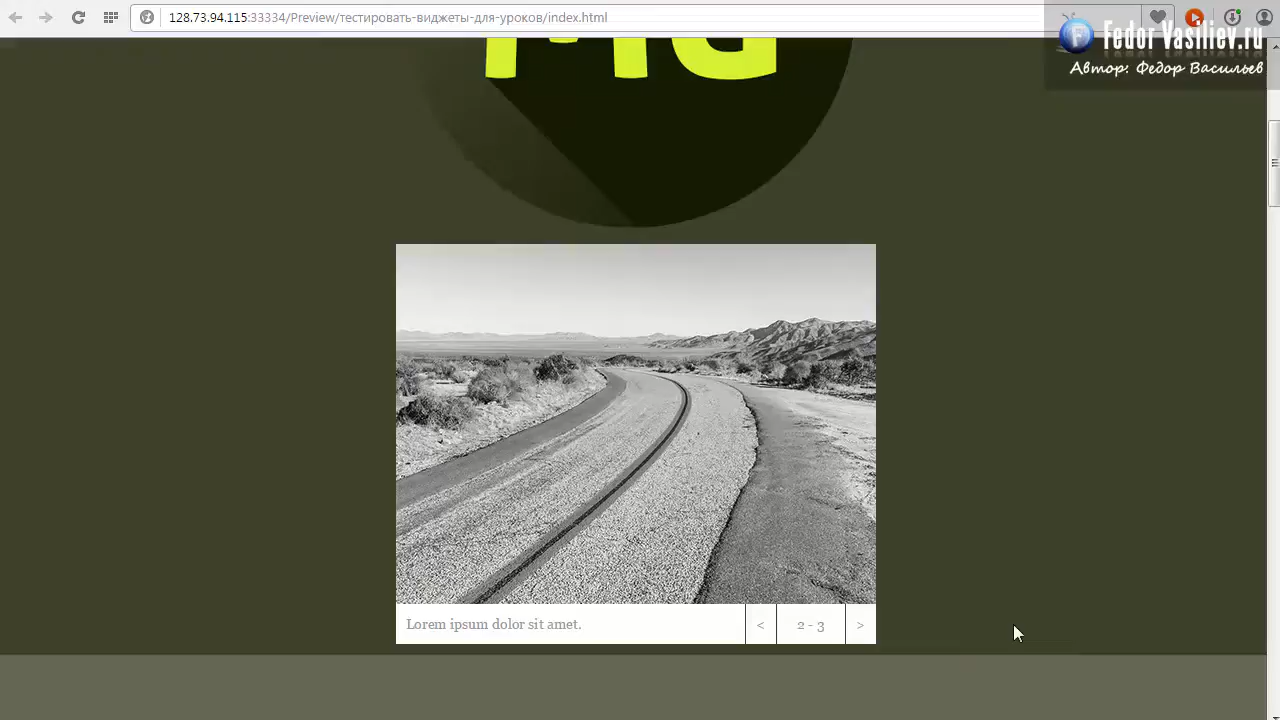 128.73.94.115:33334/Preview/тестировать-виджеты-для-уроков/index.html
Fedor Vasiliev.ru
Автор: Федор Васильев
MG
Lorem ipsum dolor sit amet.
<
2 - 3
>